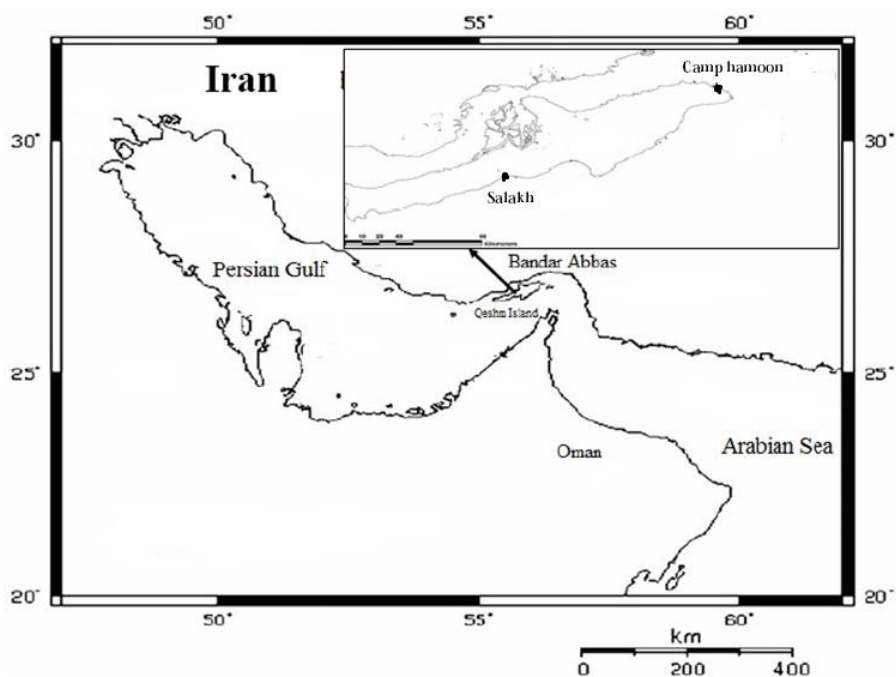 50° 55° 60°
Iran
Camp hamoon
30° 30°
Salakh
Persian Gulf
Bandar Abbas
Qeshm Island
25° 25°
Oman
Arabian Sea
20° 20°
50° 55° 60°
km
0 200 400